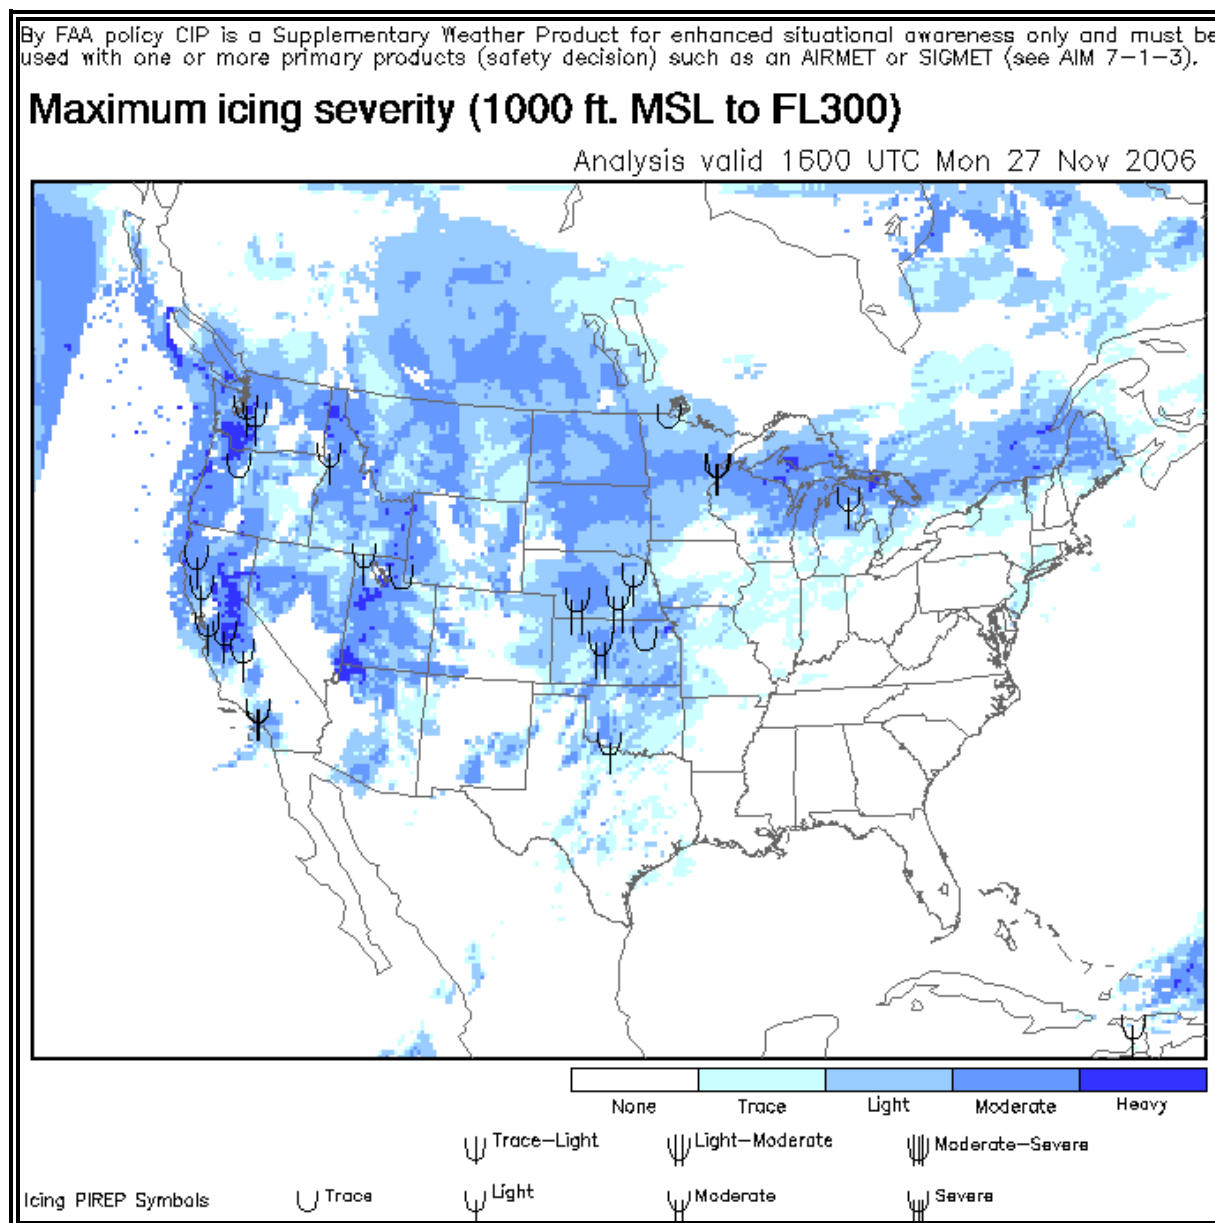 By FAA policy CIP is a Supplementary Weather Product for enhanced situational awareness only and must be
used with one or more primary products (safety decision) such as an AIRMET or SIGMET (see AIM 7-1-3).
Maximum icing severity (1000 ft. MSL to FL300)
Analysis valid 1600 UTC Mon 27 Nov 2006
None Trace Light Moderate Heavy
Trace-Light Light-Moderate Moderate-Severe
Icing PIREP Symbols Trace Light Moderate Severe